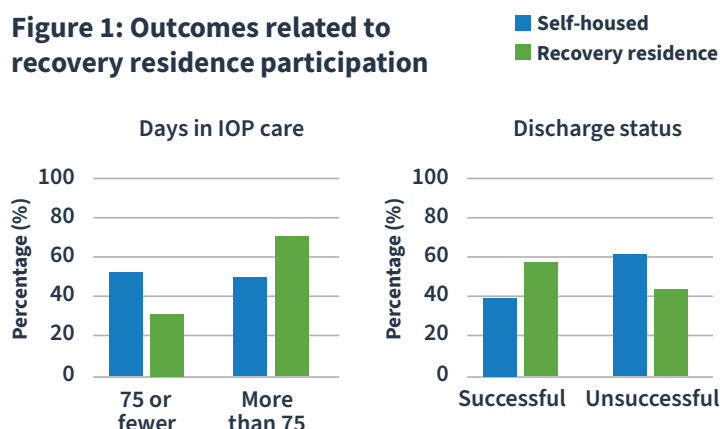 Figure 1: Outcomes related to
recovery residence participation
Self-housed
Recovery residence
Days in IOP care
Percentage (%)
100
80
60
40
20
0
75 or
fewer
More
than 75
Discharge status
Percentage (%)
100
80
60
40
20
0
Successful
Unsuccessful